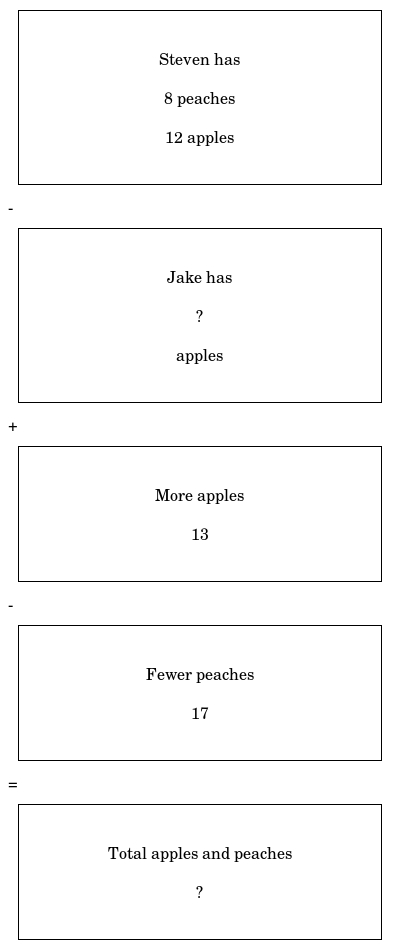 Steven has
8 peaches
12 apples
-
Jake has
?
apples
+
More apples
13
-
Fewer peaches
17
=
Total apples and peaches
?